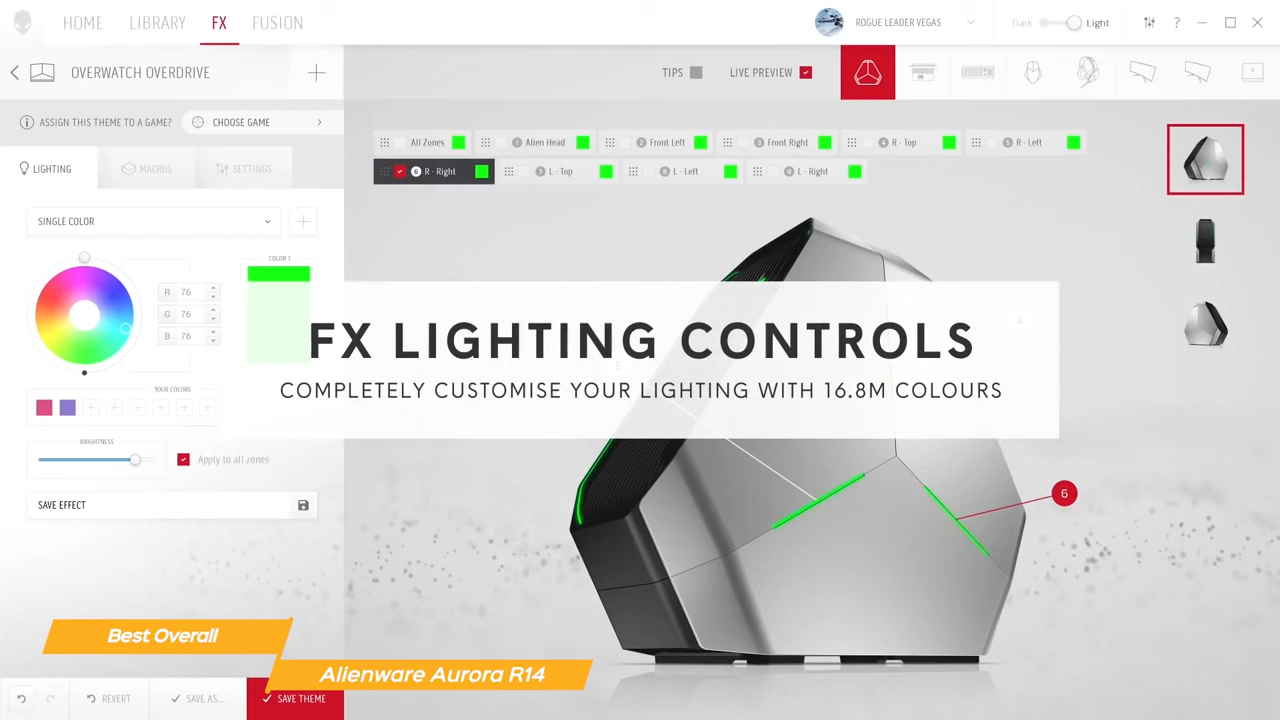 HOME LIBRARY FX FUSION
ROGUE LEADER VEGAS
Dark Light
?
OVERWATCH OVERDRIVE
TIPS
LIVE PREVIEW
ASSIGN THIS THEME TO A GAME?
CHOOSE GAME
LIGHTING
MACROS
SETTINGS
All Zones
1 Alien Head
2 Front Left
3 Front Right
4 R - Top
5 R - Left
6 R - Right
7 L - Top
8 L - Left
9 L - Right
SINGLE COLOR
COLOR 1
R 76
G 76
B 76
4
5
FX LIGHTING CONTROLS
COMPLETELY CUSTOMISE YOUR LIGHTING WITH 16.8M COLOURS
YOUR COLORS
BRIGHTNESS
Apply to all zones
SAVE EFFECT
6
Best Overall
Alienware Aurora R14
REVERT
SAVE AS...
SAVE THEME